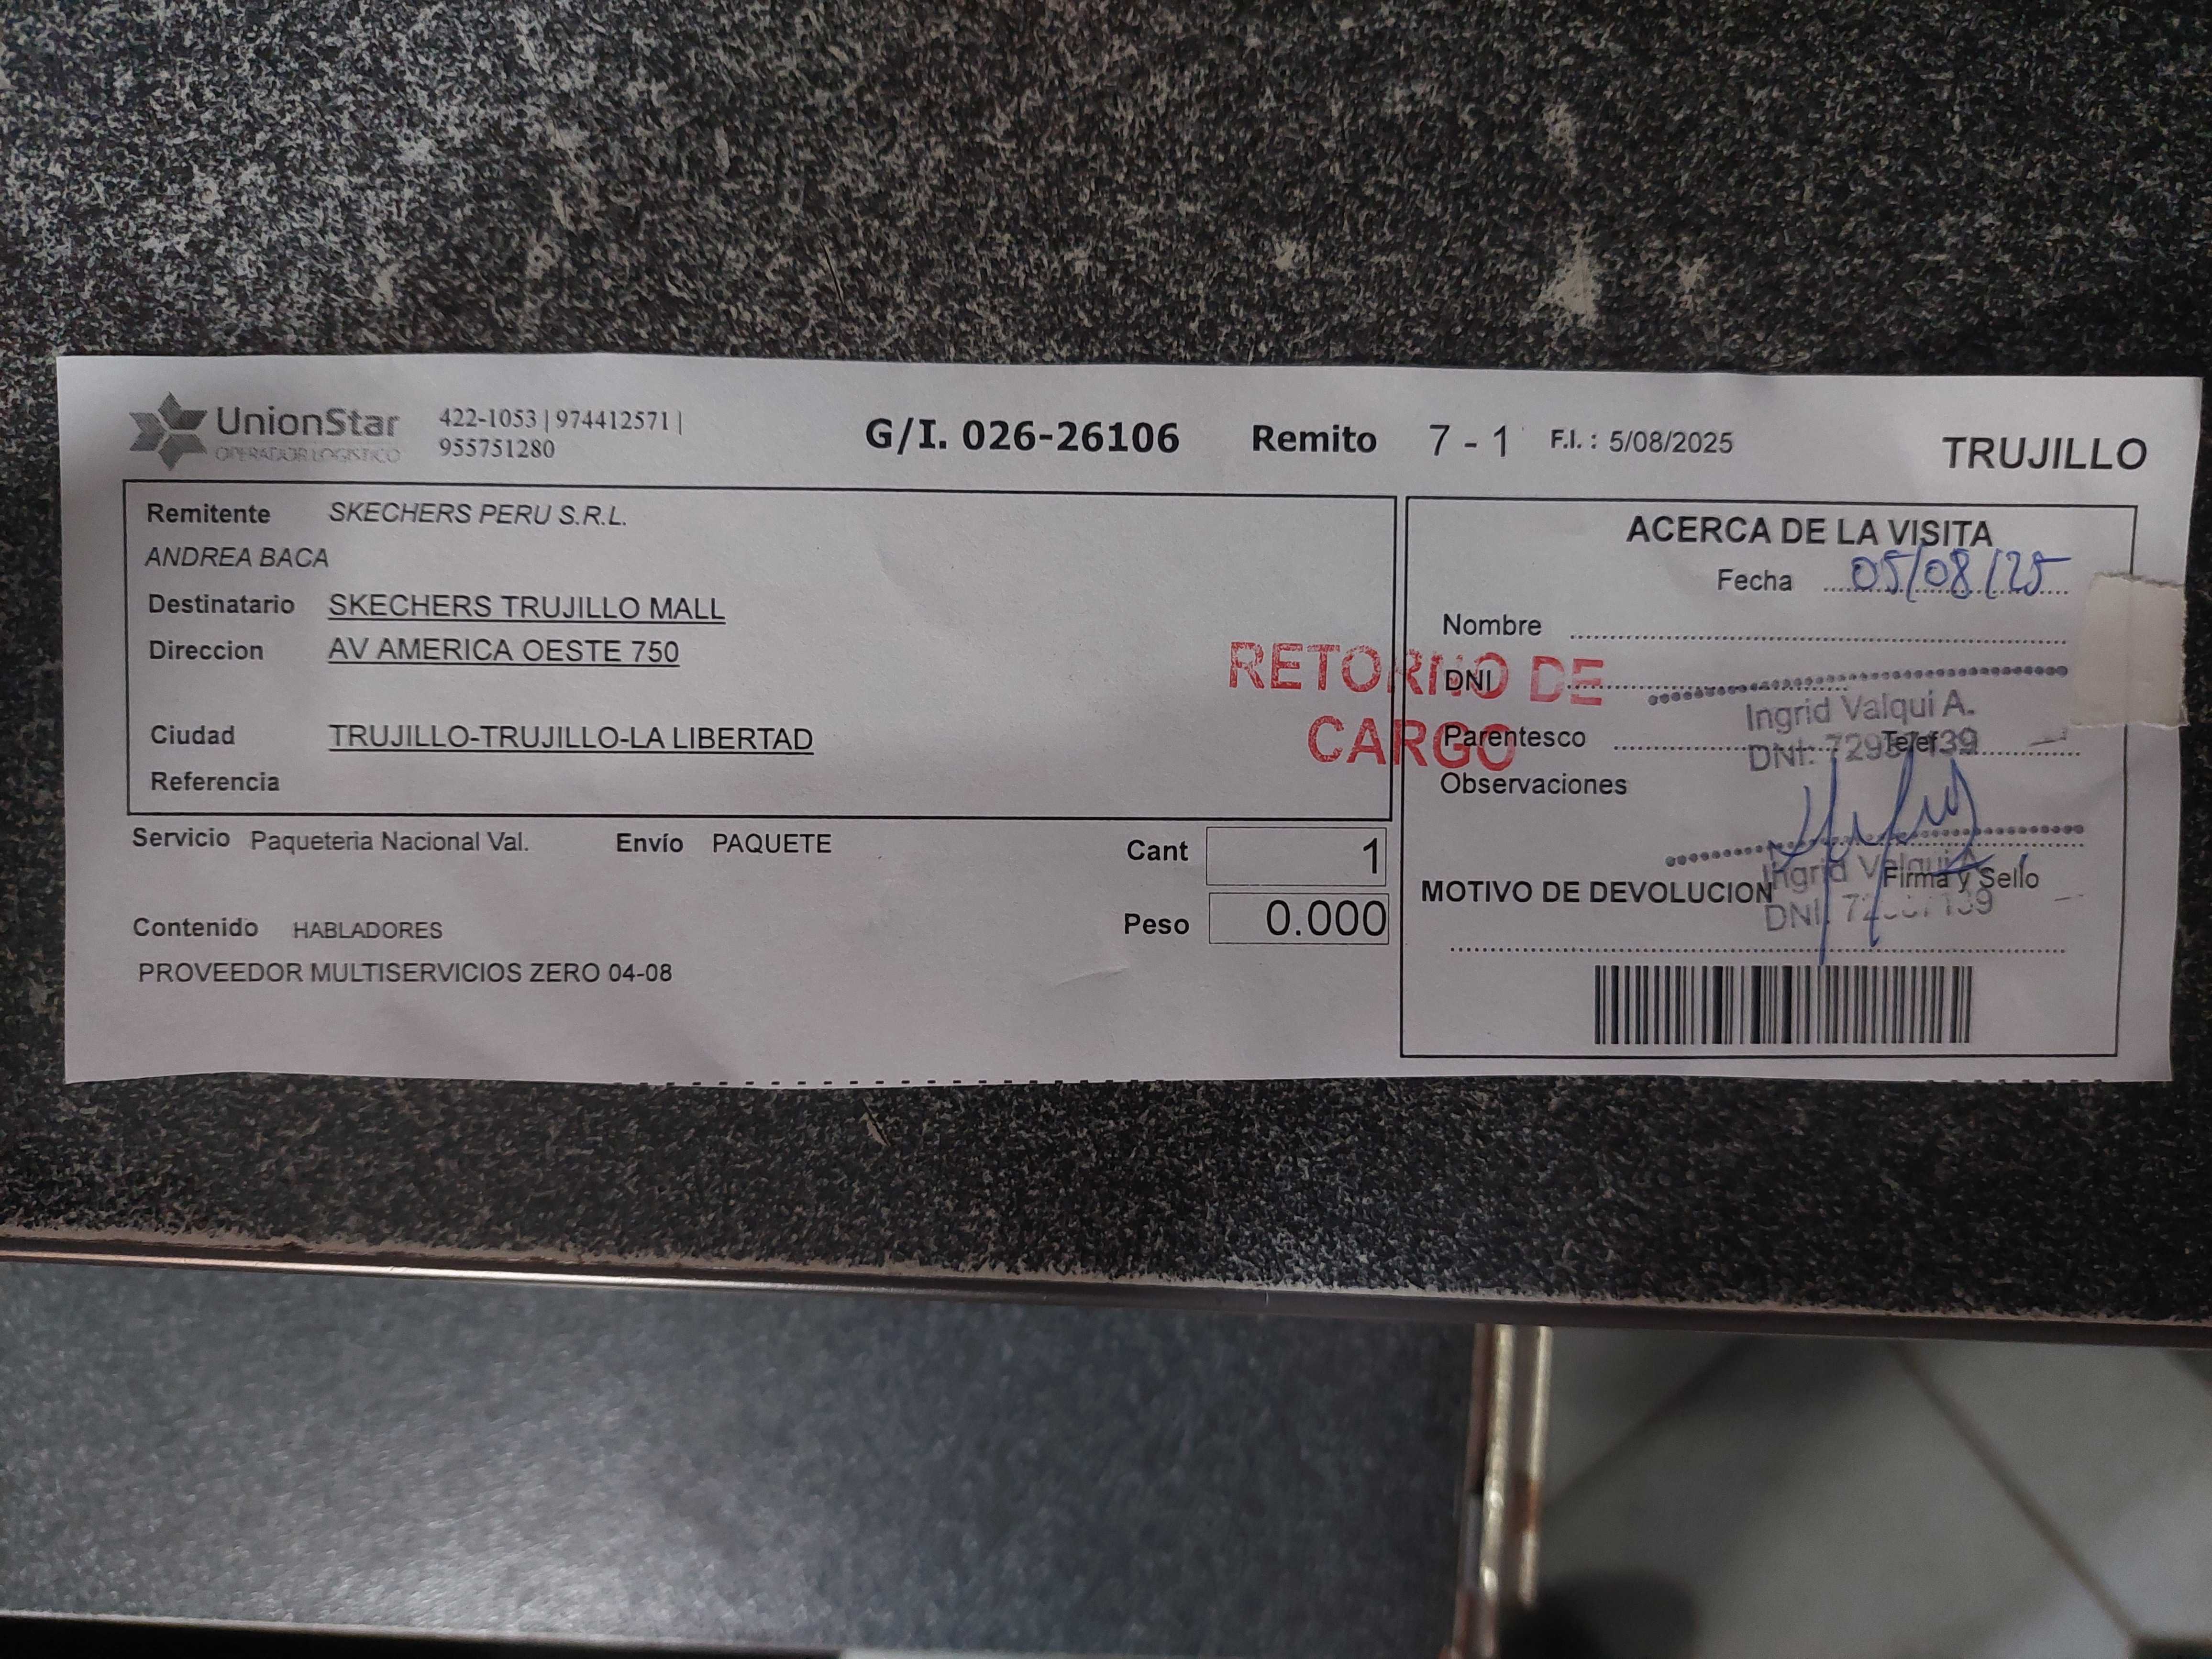 UnionStar
OPERADOR LOGISTICO
422-1053 | 974412571 |
955751280
G/I. 026-26106 Remito 7 - 1 F.I. : 5/08/2025
TRUJILLO
Remitente SKECHERS PERU S.R.L.
ANDREA BACA
Destinatario SKECHERS TRUJILLO MALL
Direccion AV AMERICA OESTE 750
Ciudad TRUJILLO-TRUJILLO-LA LIBERTAD
Referencia
Servicio Paqueteria Nacional Val. Envío PAQUETE
Cant 1
Peso 0.000
Contenido HABLADORES
PROVEEDOR MULTISERVICIOS ZERO 04-08
RETORNO DE
CARGO
ACERCA DE LA VISITA
Fecha 05/08/25
Nombre
DNI
Ingrid Valqui A.
Parentesco Telef.
DNI:
Observaciones
Ingrid Valqui A.
Firma y Sello
MOTIVO DE DEVOLUCION
DNI: